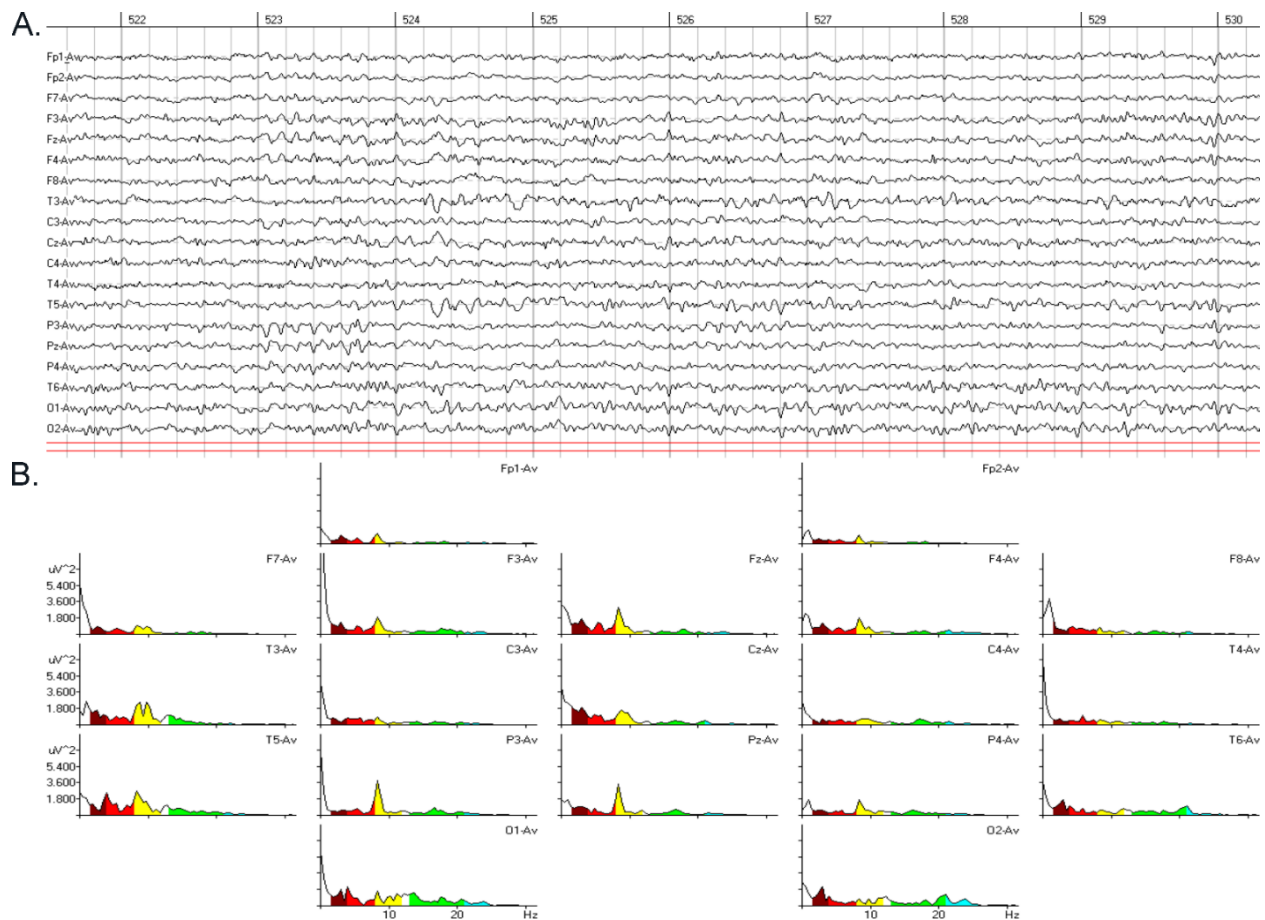 A.
522 523 524 525 526 527 528 529 530
Fp1-Av
Fp2-Av
F7-Av
F3-Av
Fz-Av
F4-Av
F8-Av
T3-Av
C3-Av
Cz-Av
C4-Av
T4-Av
T5-Av
P3-Av
Pz-Av
P4-Av
T6-Av
O1-Av
O2-Av
B.
Fp1-Av Fp2-Av
F7-Av F3-Av Fz-Av F4-Av F8-Av
uV^2
5.400
3.600
1.800
T3-Av C3-Av Cz-Av C4-Av T4-Av
uV^2
5.400
3.600
1.800
T5-Av P3-Av Pz-Av P4-Av T6-Av
uV^2
5.400
3.600
1.800
O1-Av O2-Av
10 20 Hz 10 20 Hz